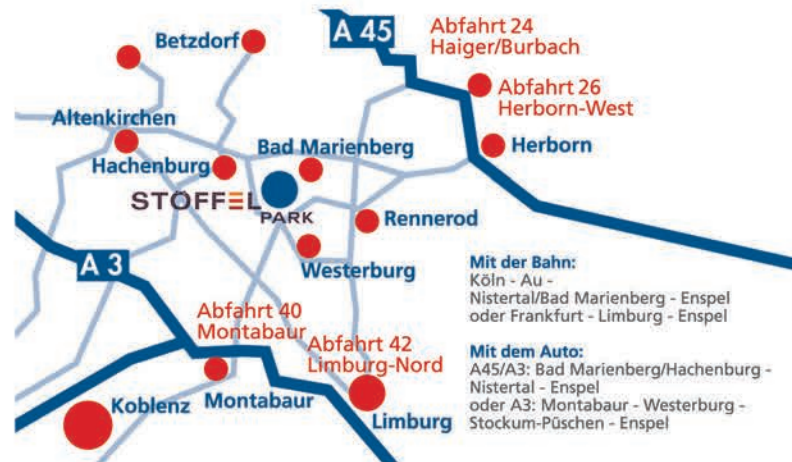 A 45
Abfahrt 24
Haiger/Burbach
Betzdorf
Abfahrt 26
Herborn-West
Altenkirchen
Bad Marienberg
Herborn
Hachenburg
STÖFFEL
PARK
Rennerod
Westerburg
A 3
Mit der Bahn:
Köln - Au -
Nistertal/Bad Marienberg - Enspel
oder Frankfurt - Limburg - Enspel
Abfahrt 40
Montabaur
Abfahrt 42
Limburg-Nord
Mit dem Auto:
A45/A3: Bad Marienberg/Hachenburg -
Nistertal - Enspel
oder A3: Montabaur - Westerburg -
Stockum-Püschen - Enspel
Koblenz
Montabaur
Limburg